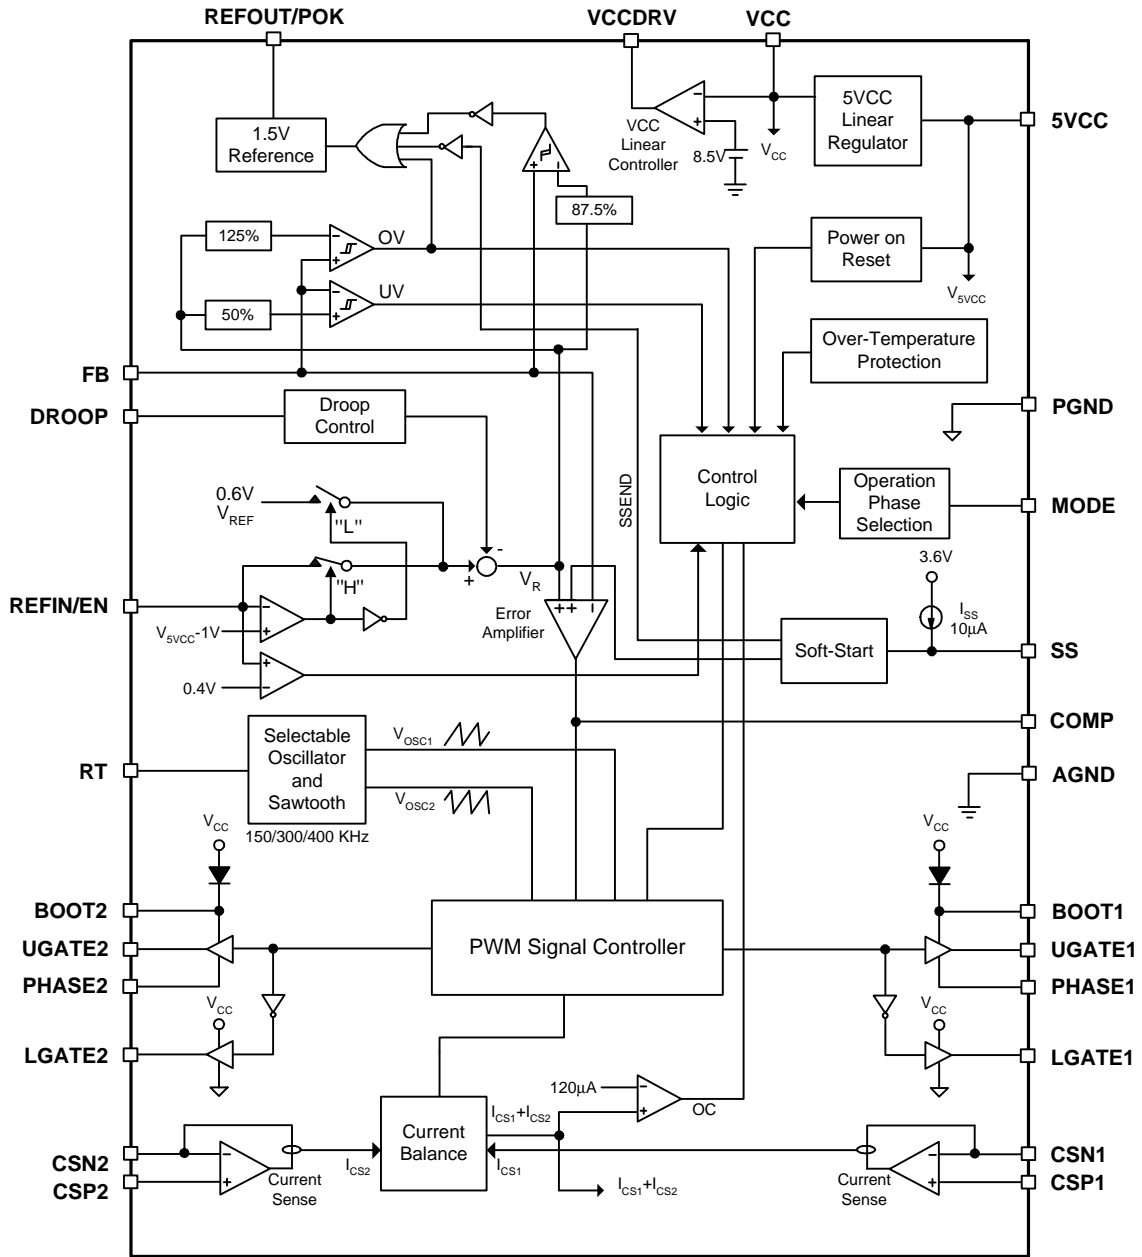 REFOUT/POK
VCCDRV
VCC
5VCC
Linear
Regulator
5VCC
1.5V
Reference
VCC
Linear
Controller
8.5V
VCC
87.5%
125%
OV
Power on
Reset
50%
UV
V5VCC
Over-Temperature
Protection
FB
DROOP
Droop
Control
PGND
Control
Logic
Operation
Phase
Selection
MODE
0.6V
VREF
"L"
SSEND
3.6V
"H"
+
-
VR
REFIN/EN
V5VCC-1V
Error
Amplifier
ISS
10µA
Soft-Start
SS
0.4V
COMP
Selectable
Oscillator
and
Sawtooth
RT
VOSC1
VOSC2
150/300/400 KHz
AGND
VCC
VCC
BOOT2
BOOT1
UGATE2
PWM Signal Controller
UGATE1
PHASE2
PHASE1
VCC
VCC
LGATE2
LGATE1
120µA
OC
ICS1+ICS2
Current
Balance
CSN2
ICS2
ICS1
CSN1
CSP2
Current
Sense
ICS1+ICS2
Current
Sense
CSP1